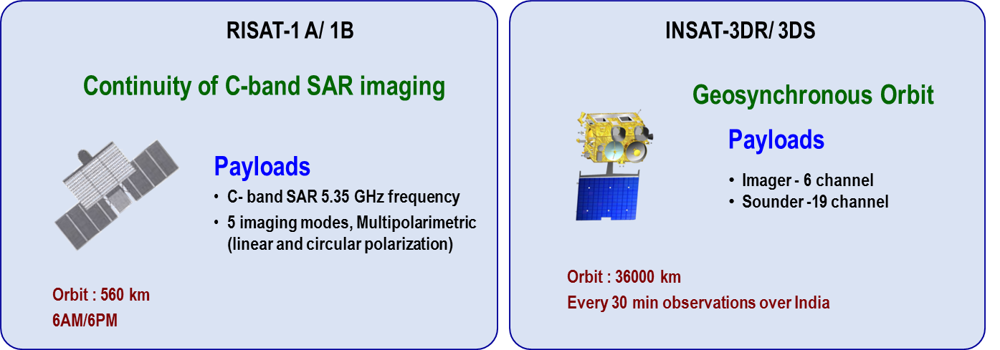 RISAT-1 A/ 1B
Continuity of C-band SAR imaging
Payloads
• C- band SAR 5.35 GHz frequency
• 5 imaging modes, Multipolarimetric
(linear and circular polarization)
Orbit : 560 km
6AM/6PM
INSAT-3DR/ 3DS
Geosynchronous Orbit
Payloads
• Imager - 6 channel
• Sounder -19 channel
Orbit : 36000 km
Every 30 min observations over India